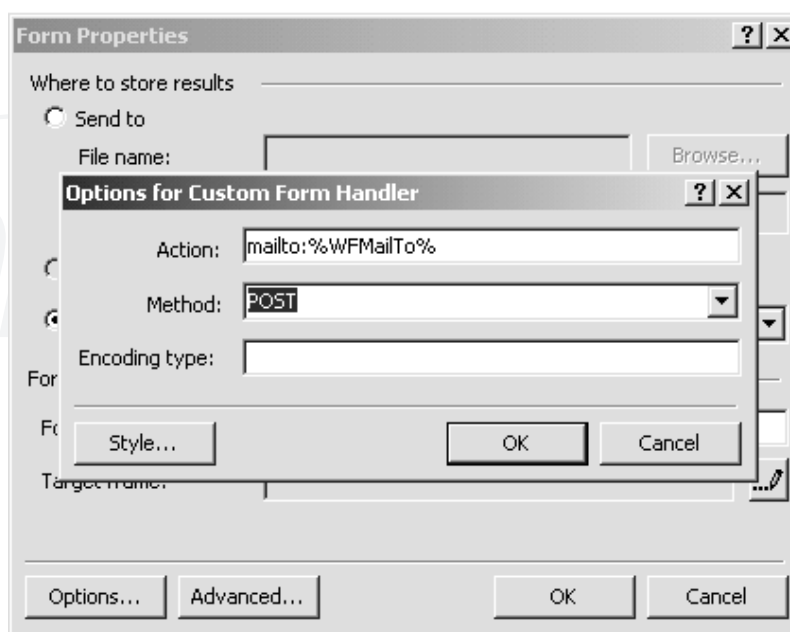 Form Properties
Where to store results
Send to
File name:
Browse...
Options for Custom Form Handler
Action:
mailto:%WFMailTo%
Method:
POST
Encoding type:
Style...
OK
Cancel
Options...
Advanced...
OK
Cancel